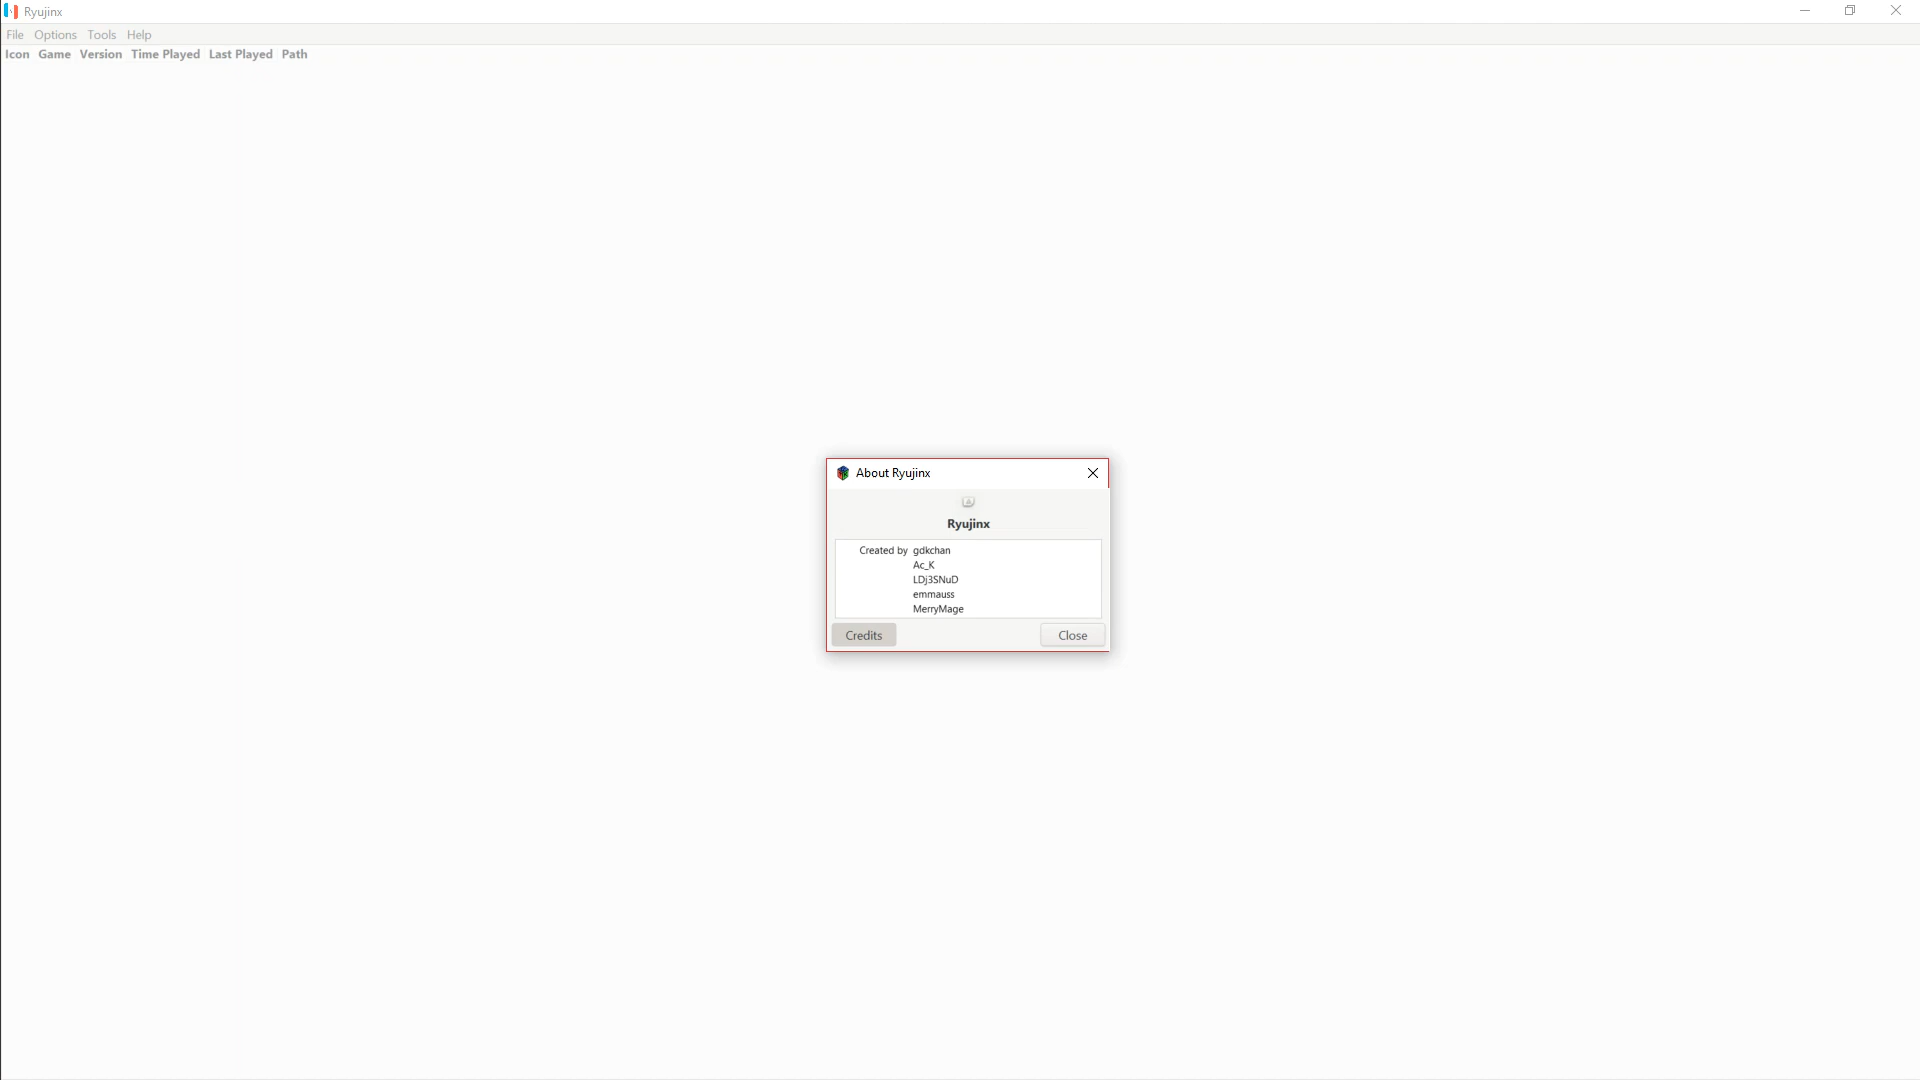 Ryujinx
File Options Tools Help
Icon Game Version Time Played Last Played Path
About Ryujinx
Ryujinx
Created by gdkchan
Ac_K
LDj3SNuD
emmauss
MerryMage
Credits Close